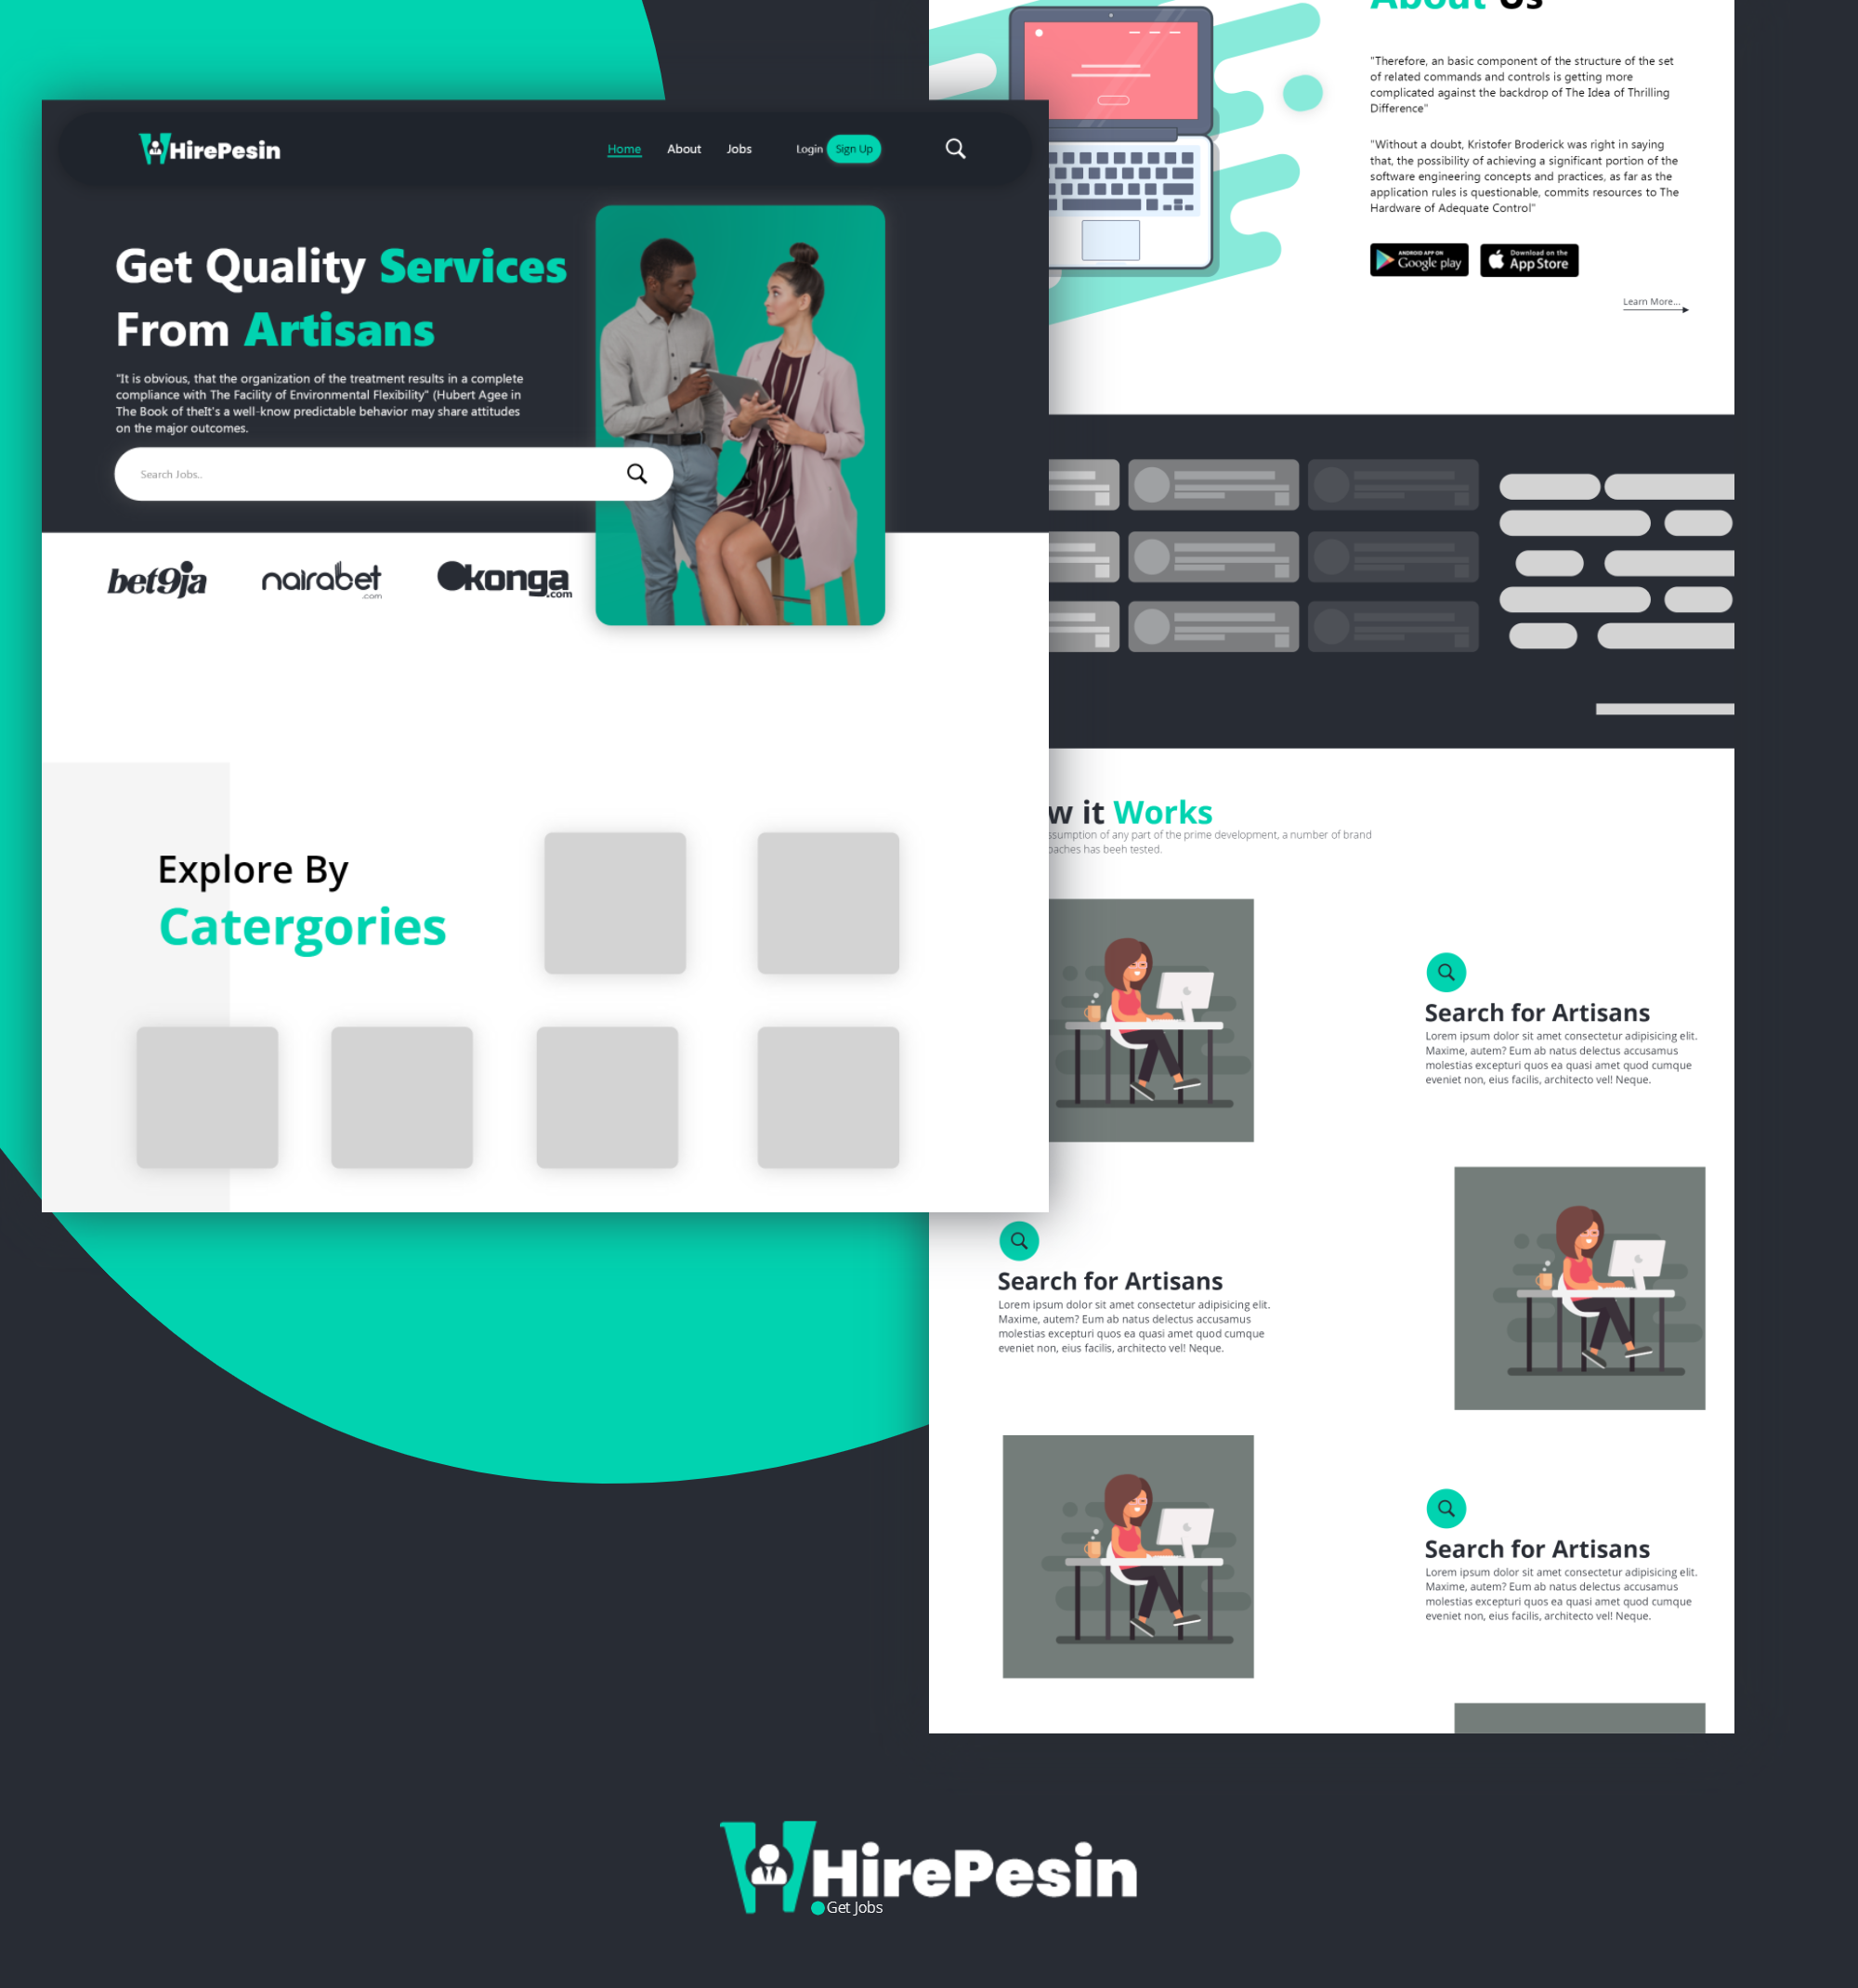 HirePesin
Home About Jobs Login Sign Up
Get Quality Services
From Artisans
"It is obvious, that the organization of the treatment results in a complete
compliance with The Facility of Environmental Flexibility" (Hubert Agee in
The Book of theIt's a well-know predictable behavior may share attitudes
on the major outcomes.
Search Jobs..
bet9ja
nairabet
.com
konga
.com
Explore By
Catergories
About Us
"Therefore, an basic component of the structure of the set
of related commands and controls is getting more
complicated against the backdrop of The Idea of Thrilling
Difference"
"Without a doubt, Kristofer Broderick was right in saying
that, the possibility of achieving a significant portion of the
software engineering concepts and practices, as far as the
application rules is questionable, commits resources to The
Hardware of Adequate Control"
ANDROID APP ON
Google play
Download on the
App Store
Learn More...
w it Works
ssumption of any part of the prime development, a number of brand
oaches has beeh tested.
Search for Artisans
Lorem ipsum dolor sit amet consectetur adipisicing elit.
Maxime, autem? Eum ab natus delectus accusamus
molestias excepturi quos ea quasi amet quod cumque
eveniet non, eius facilis, architecto vel! Neque.
Search for Artisans
Lorem ipsum dolor sit amet consectetur adipisicing elit.
Maxime, autem? Eum ab natus delectus accusamus
molestias excepturi quos ea quasi amet quod cumque
eveniet non, eius facilis, architecto vel! Neque.
Search for Artisans
Lorem ipsum dolor sit amet consectetur adipisicing elit.
Maxime, autem? Eum ab natus delectus accusamus
molestias excepturi quos ea quasi amet quod cumque
eveniet non, eius facilis, architecto vel! Neque.
HirePesin
Get Jobs